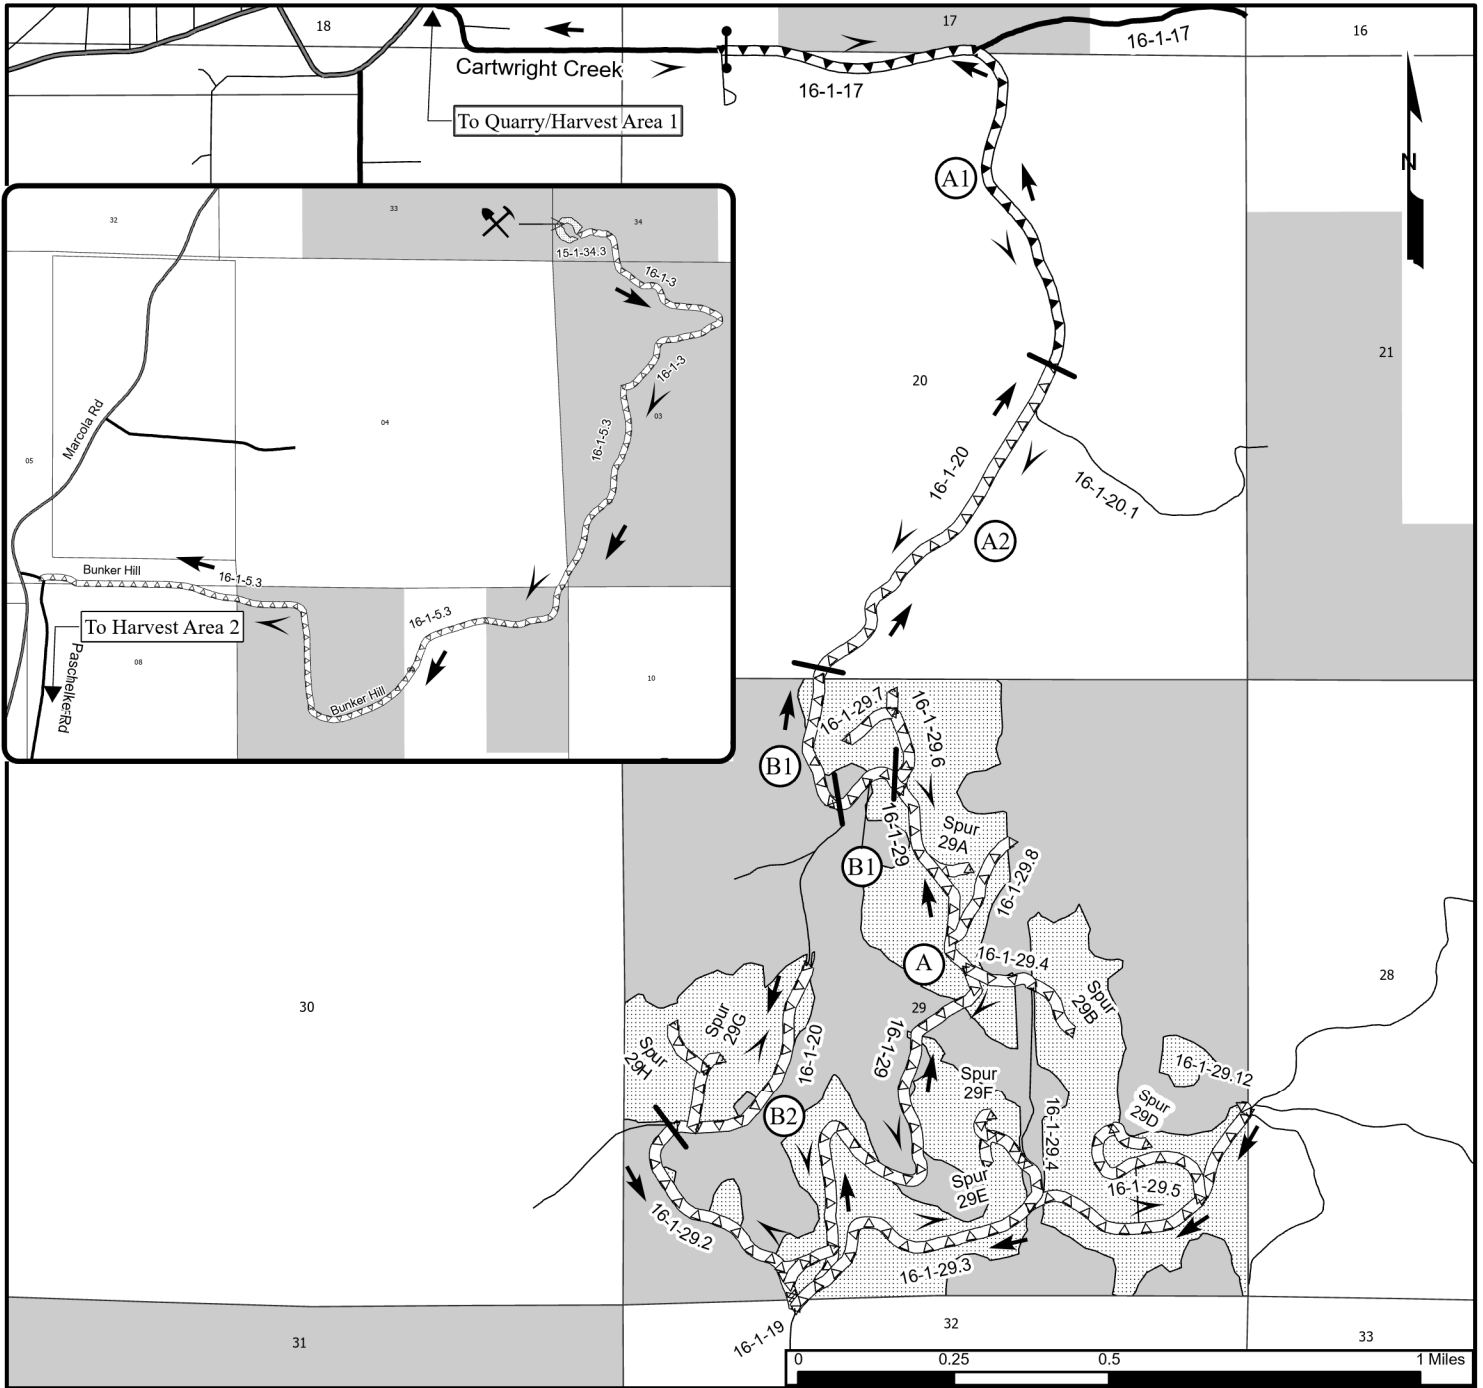 18
17
16
16-1-17
Cartwright Creek
16-1-17
To Quarry/Harvest Area 1
N
A1
32
33
34
15-1-34.3
16-1-3
16-1-3
03
21
20
Marcola Rd
04
16-1-5.3
05
16-1-20
16-1-20.1
A2
Bunker Hill
16-1-5.3
16-1-5.3
To Harvest Area 2
08
Paschelke Rd
Bunker Hill
10
16-1-29.7
16-1-29.6
B1
16-1-29
Spur
29A
B1
16-1-29.8
A
16-1-29.4
28
30
29
Spur
29B
Spur
29G
16-1-20
16-1-29
Spur
29H
16-1-29.12
Spur
29F
Spur
29D
B2
16-1-29.4
Spur
29E
16-1-29.5
16-1-29.2
16-1-29.3
31
16-1-19
32
33
0
0.25
0.5
1 Miles